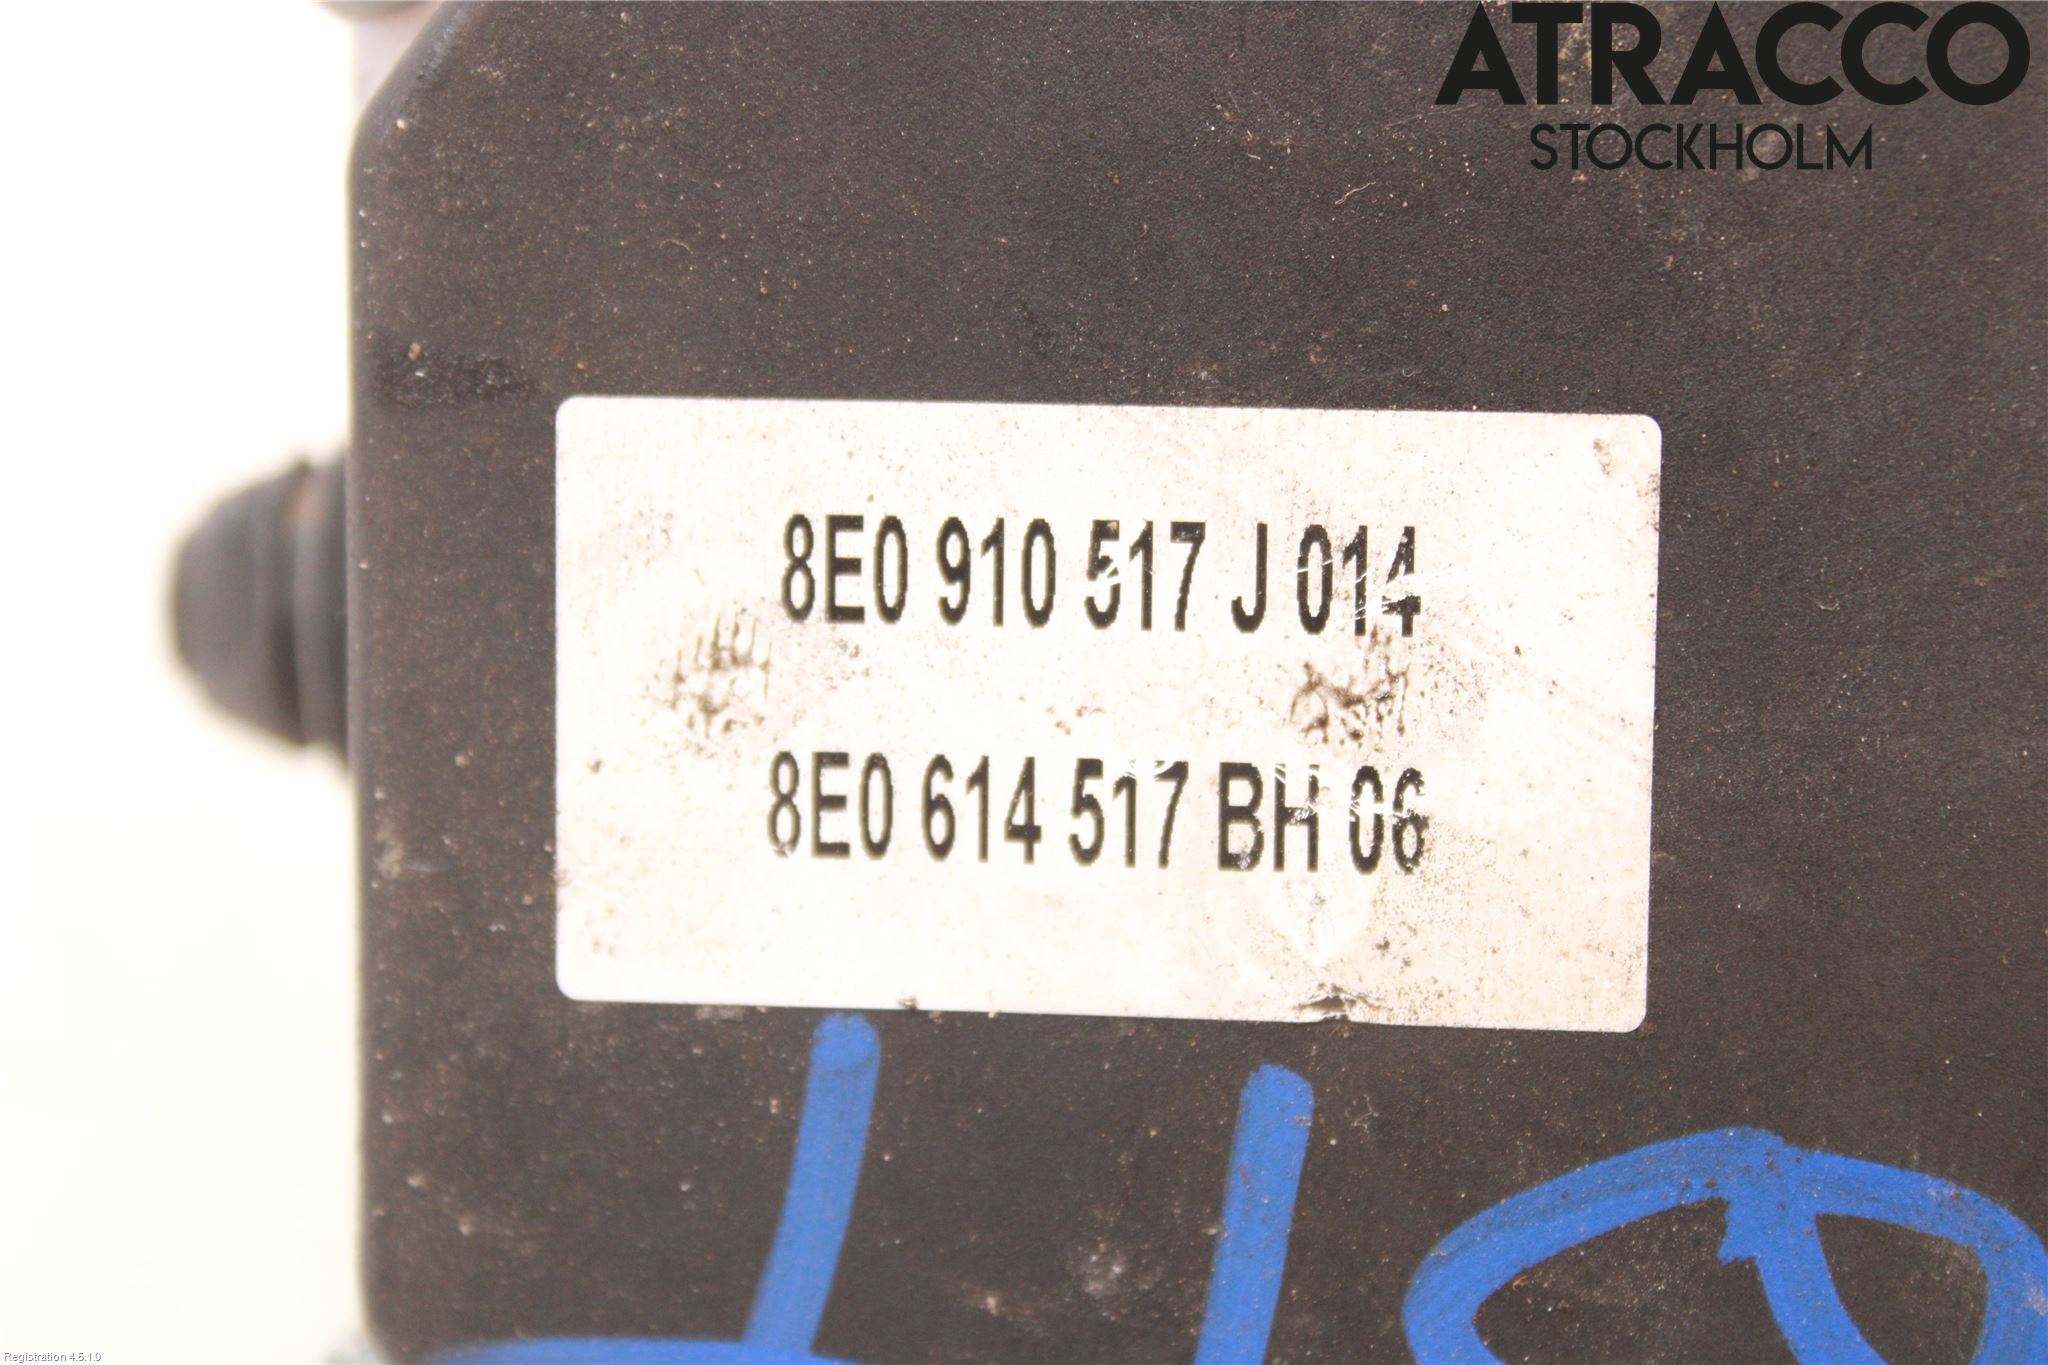 ATRACCO
STOCKHOLM
8E0 910 517 J 014
8E0 614 517 BH 06
Registration 4.5.1.0